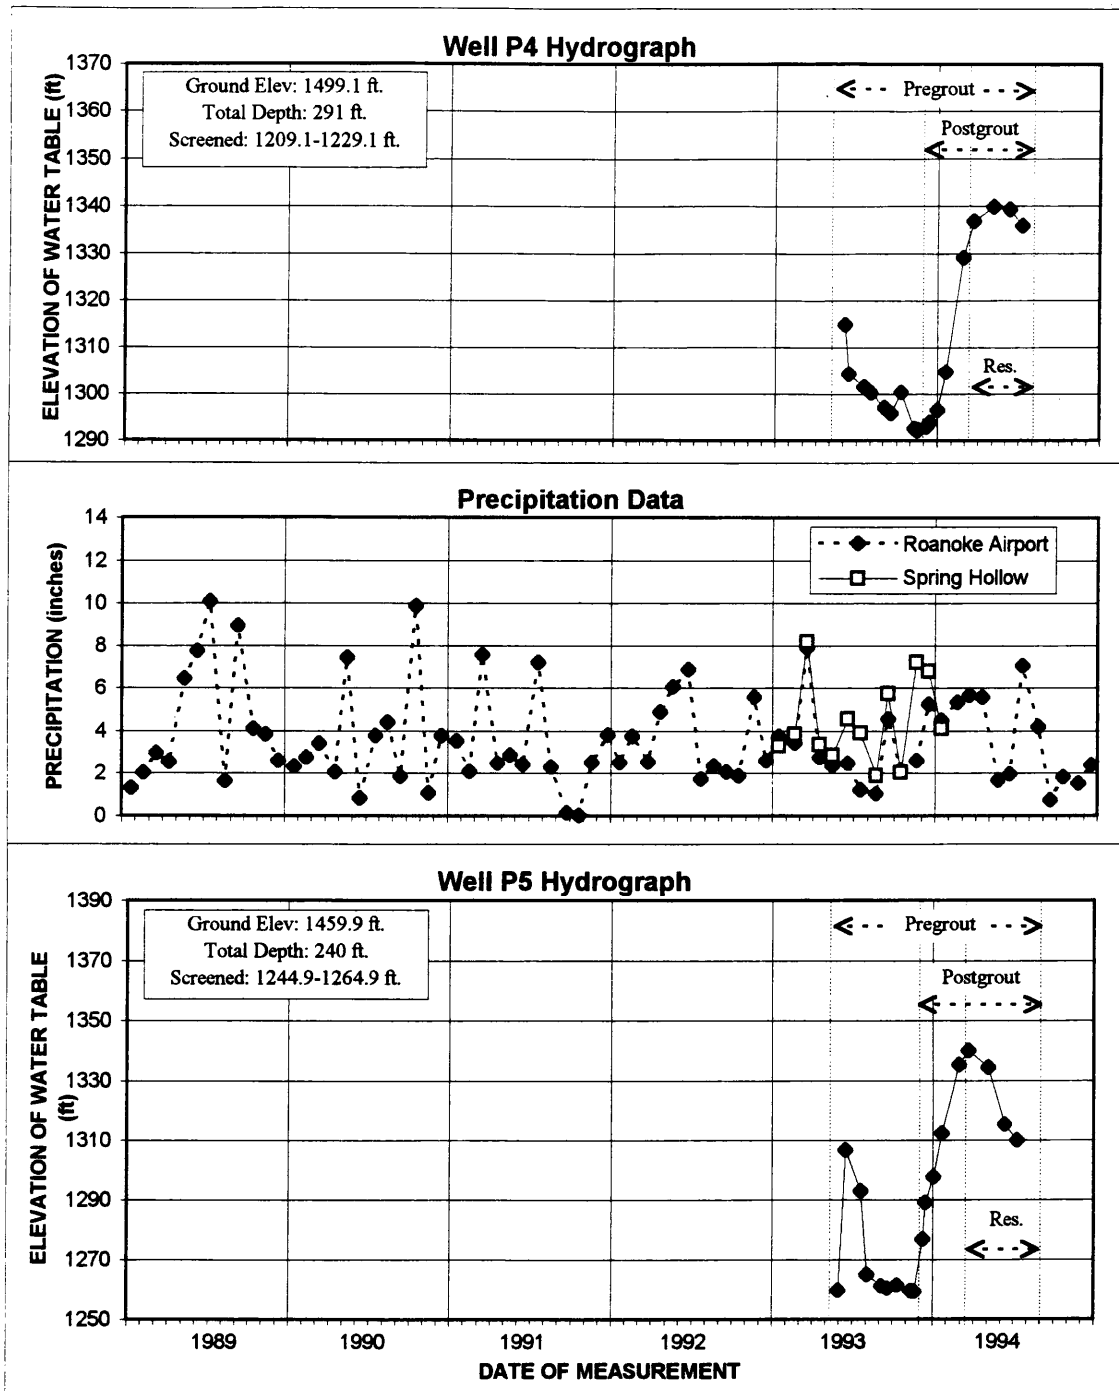 Well P4 Hydrograph
ELEVATION OF WATER TABLE (ft)
1370
1360
1350
1340
1330
1320
1310
1300
1290
Ground Elev: 1499.1 ft.
Total Depth: 291 ft.
Screened: 1209.1-1229.1 ft.
Pregrout
Postgrout
Res.
Precipitation Data
PRECIPITATION (inches)
14
12
10
8
6
4
2
0
Roanoke Airport
Spring Hollow
Well P5 Hydrograph
ELEVATION OF WATER TABLE
(ft)
1390
1370
1350
1330
1310
1290
1270
1250
Ground Elev: 1459.9 ft.
Total Depth: 240 ft.
Screened: 1244.9-1264.9 ft.
Pregrout
Postgrout
Res.
1989 1990 1991 1992 1993 1994
DATE OF MEASUREMENT